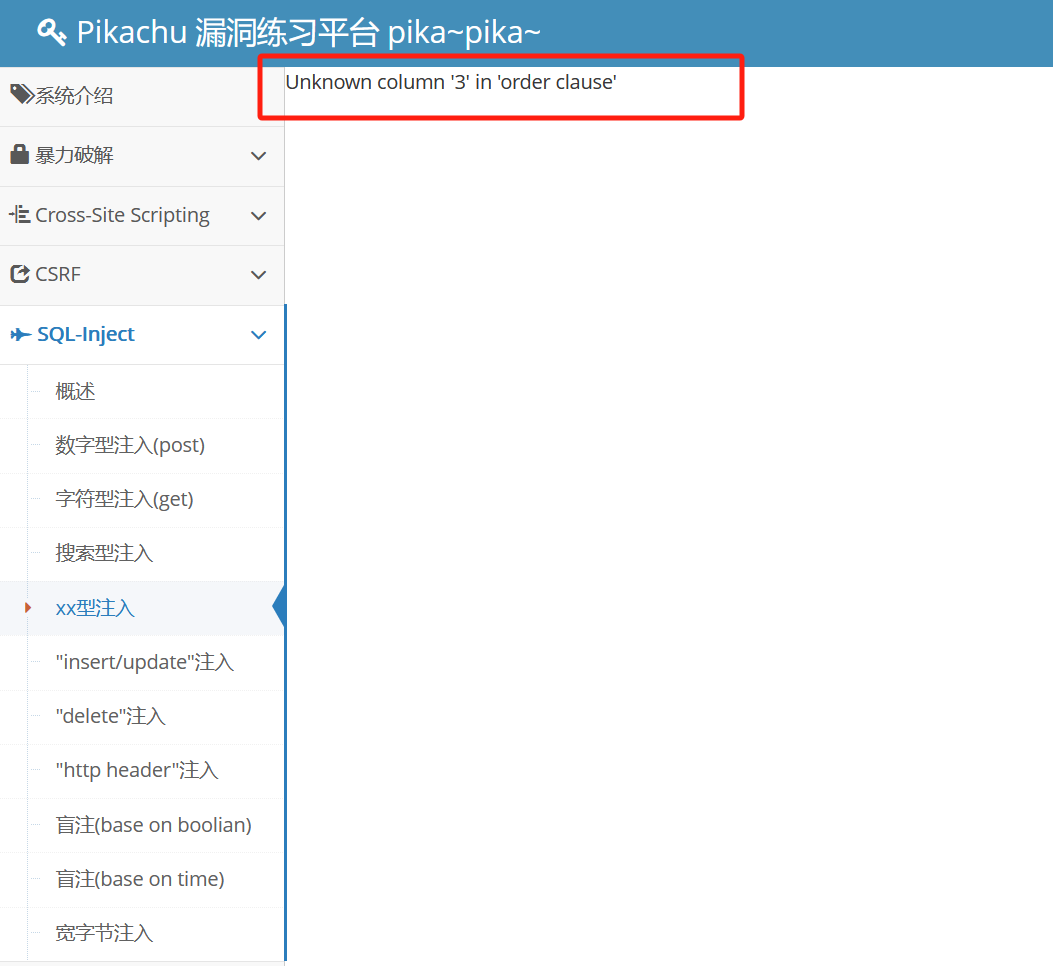 Pikachu 漏洞练习平台 pika~pika~
Unknown column '3' in 'order clause'
系统介绍
暴力破解
Cross-Site Scripting
CSRF
SQL-Inject
概述
数字型注入(post)
字符型注入(get)
搜索型注入
xx型注入
"insert/update"注入
"delete"注入
"http header"注入
盲注(base on boolian)
盲注(base on time)
宽字节注入